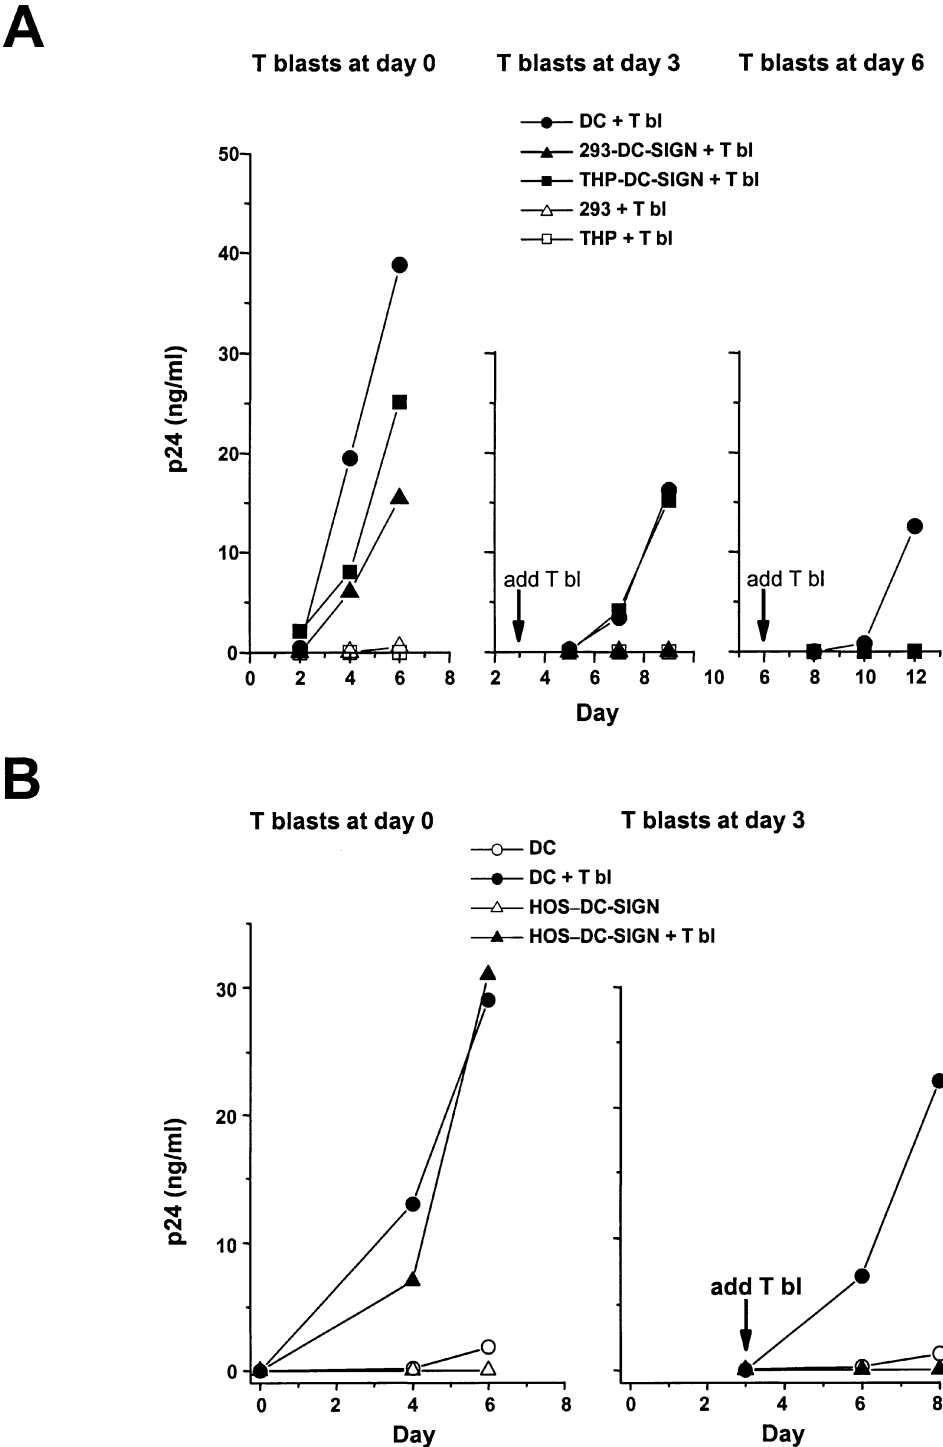 A
T blasts at day 0
T blasts at day 3
T blasts at day 6
DC + T bl
293-DC-SIGN + T bl
THP-DC-SIGN + T bl
293 + T bl
THP + T bl
50
40
30
20
10
0
p24 (ng/ml)
add T bl
add T bl
0 2 4 6 8
2 4 6 8 10
6 8 10 12
Day
B
T blasts at day 0
T blasts at day 3
DC
DC + T bl
HOS–DC-SIGN
HOS–DC-SIGN + T bl
30
20
10
0
p24 (ng/ml)
add T bl
0 2 4 6 8
0 2 4 6 8
Day
Day